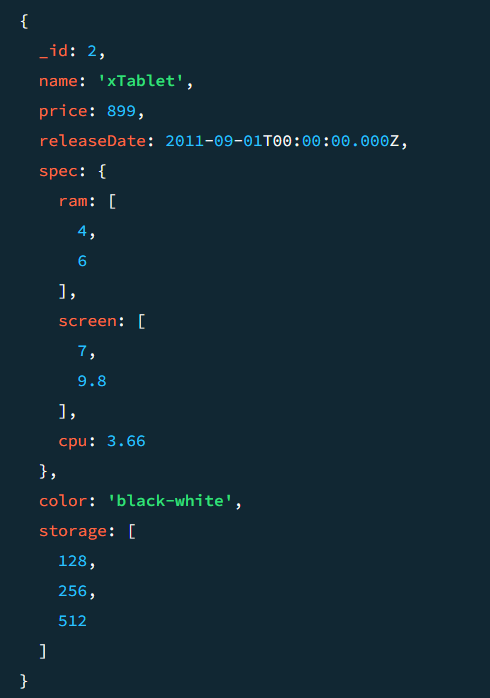 {
  _id: 2,
  name: 'xTablet',
  price: 899,
  releaseDate: 2011-09-01T00:00:00.000Z,
  spec: {
    ram: [
      4,
      6
    ],
    screen: [
      7,
      9.8
    ],
    cpu: 3.66
  },
  color: 'black-white',
  storage: [
    128,
    256,
    512
  ]
}